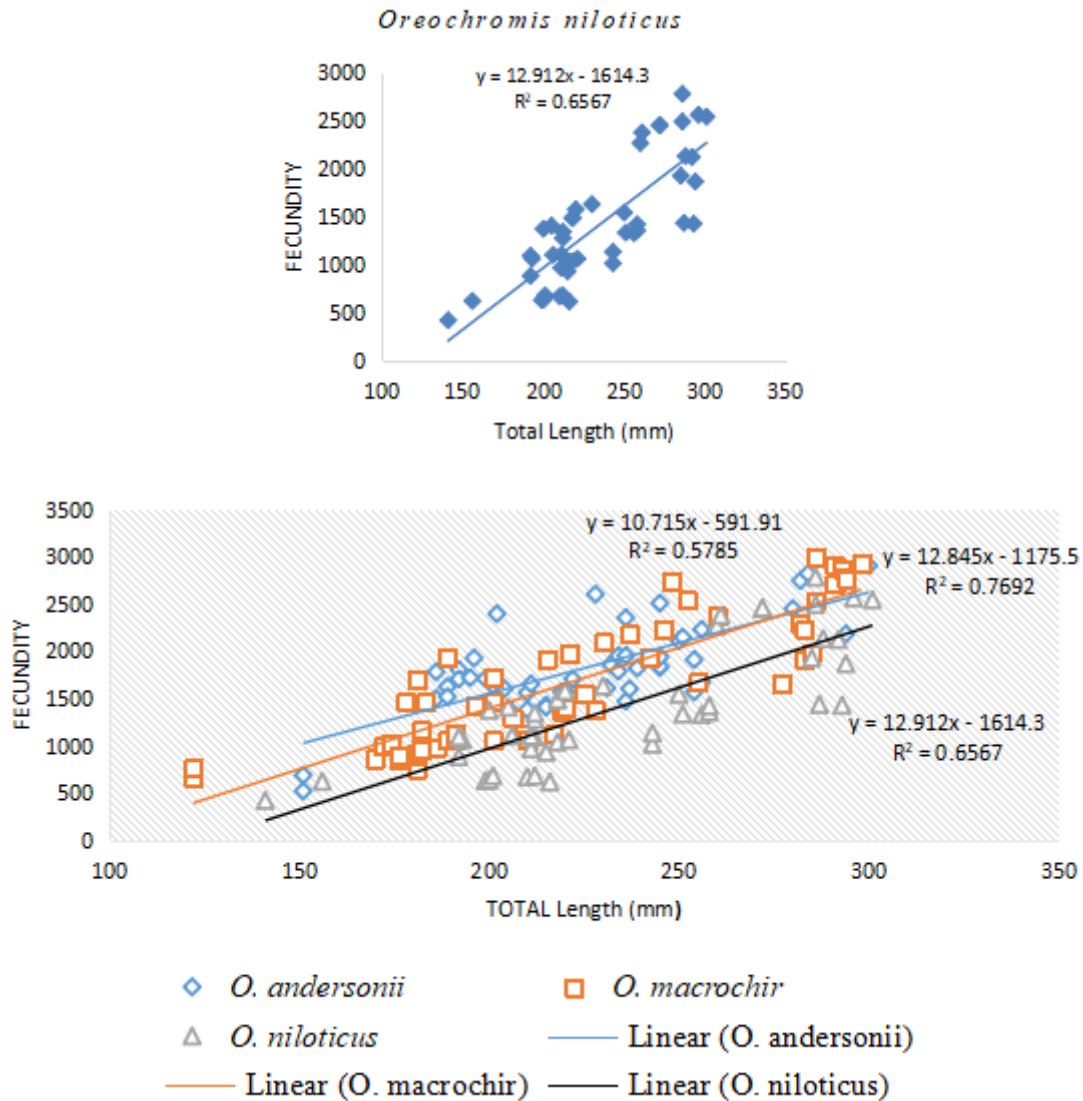 Oreochromis niloticus
y = 12.912x - 1614.3
R² = 0.6567
3000
2500
2000
1500
1000
500
0
FECUNDITY
100 150 200 250 300 350
Total Length (mm)
3500
3000
2500
2000
1500
1000
500
0
FECUNDITY
y = 10.715x - 591.91
R² = 0.5785
y = 12.845x - 1175.5
R² = 0.7692
y = 12.912x - 1614.3
R² = 0.6567
100 150 200 250 300 350
TOTAL Length (mm)
O. andersonii O. macrochir
O. niloticus Linear (O. andersonii)
Linear (O. macrochir) Linear (O. niloticus)